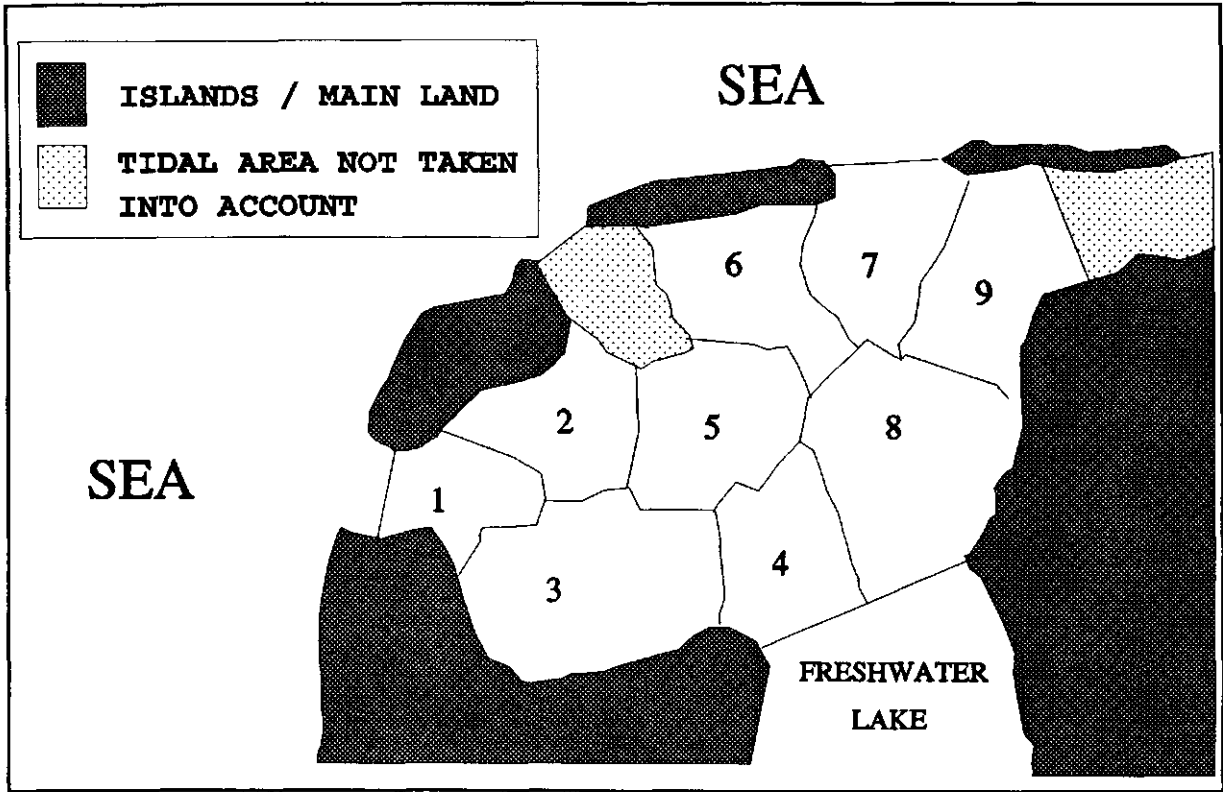 ISLANDS / MAIN LAND
TIDAL AREA NOT TAKEN
INTO ACCOUNT
SEA
SEA
1
2
3
4
5
6
7
8
9
FRESHWATER
LAKE